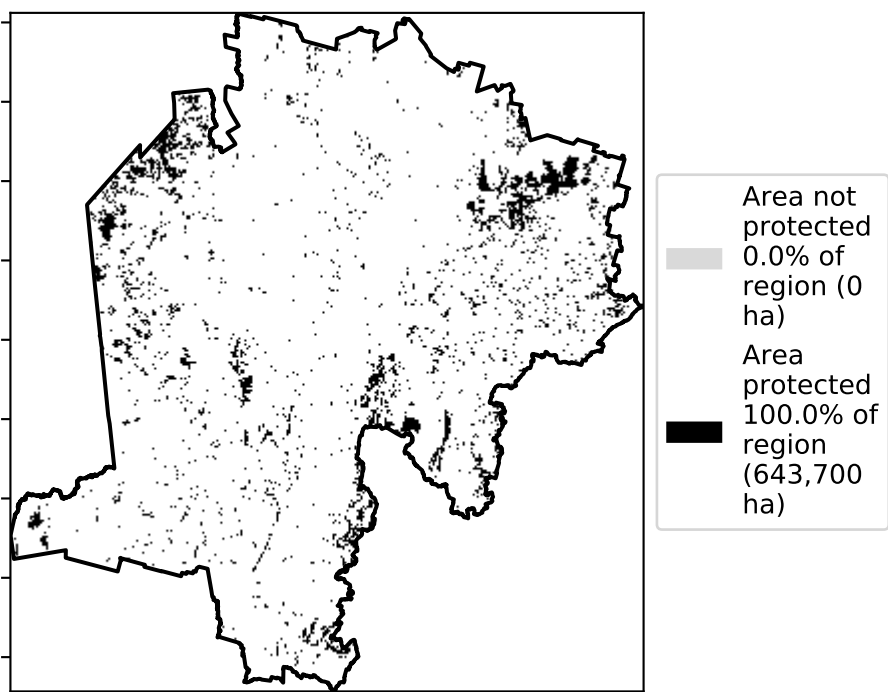 Area not
protected
0.0% of
region (0
ha)
Area
protected
100.0% of
region
(643,700
ha)